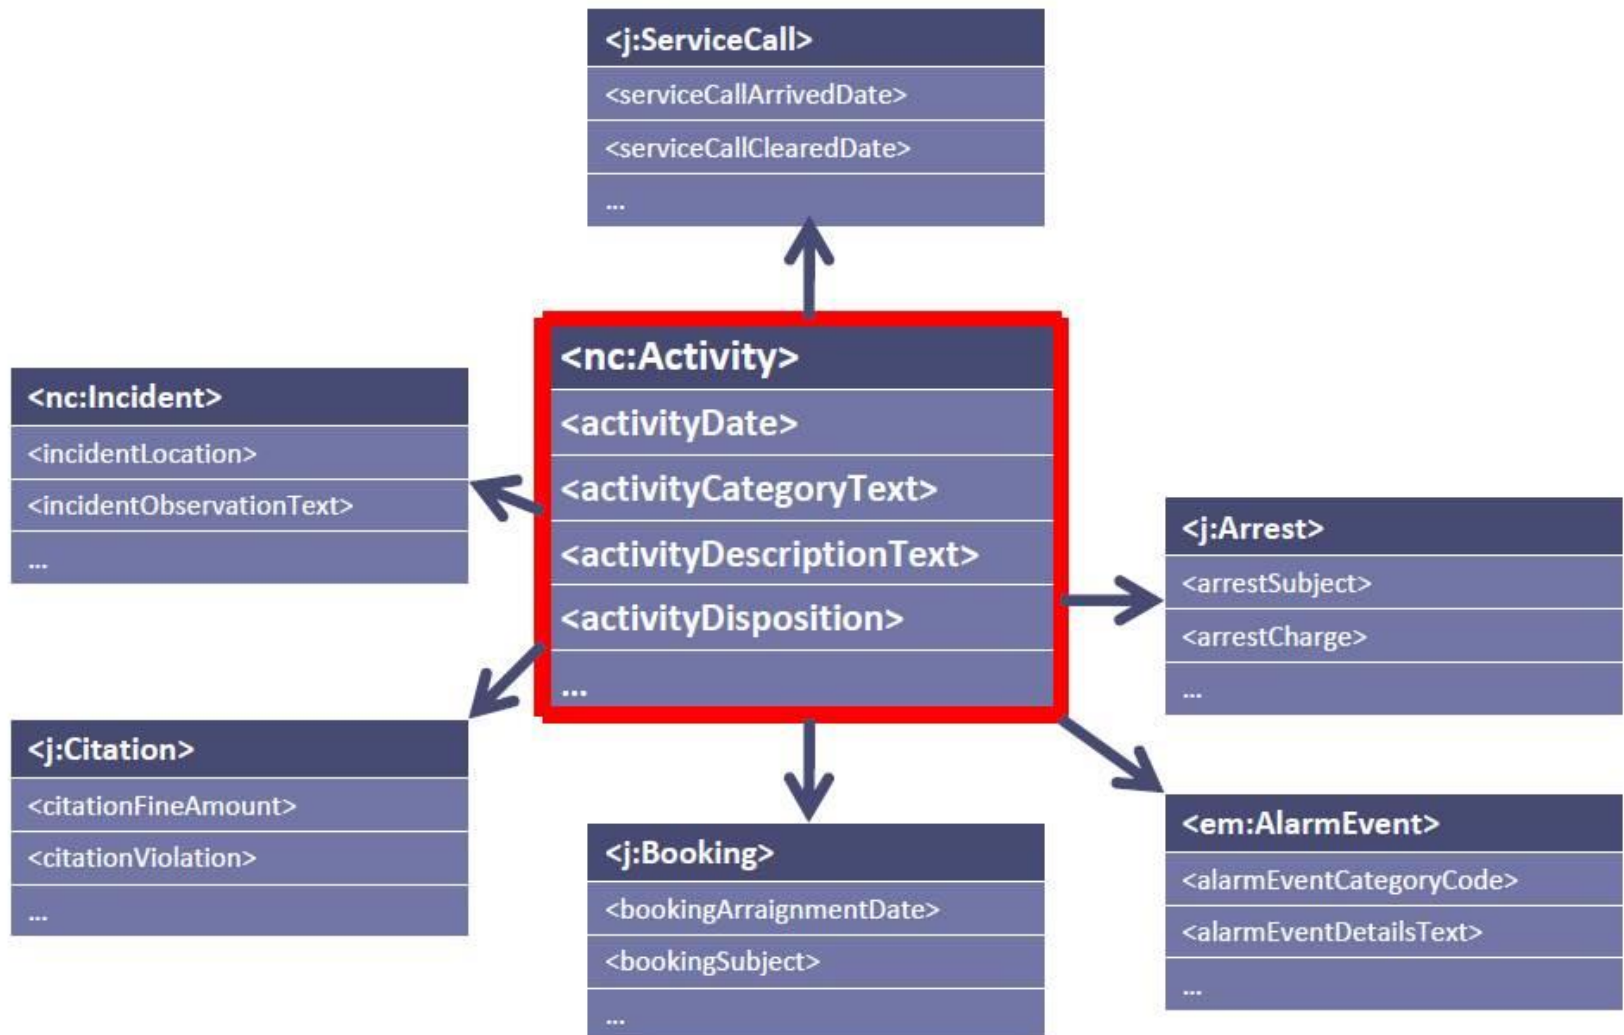 <j:ServiceCall>
<serviceCallArrivedDate>
<serviceCallClearedDate>
...
<nc:Activity>
<activityDate>
<activityCategoryText>
<activityDescriptionText>
<activityDisposition>
...
<nc:Incident>
<incidentLocation>
<incidentObservationText>
...
<j:Arrest>
<arrestSubject>
<arrestCharge>
...
<j:Citation>
<citationFineAmount>
<citationViolation>
...
<j:Booking>
<bookingArraignmentDate>
<bookingSubject>
...
<em:AlarmEvent>
<alarmEventCategoryCode>
<alarmEventDetailsText>
...